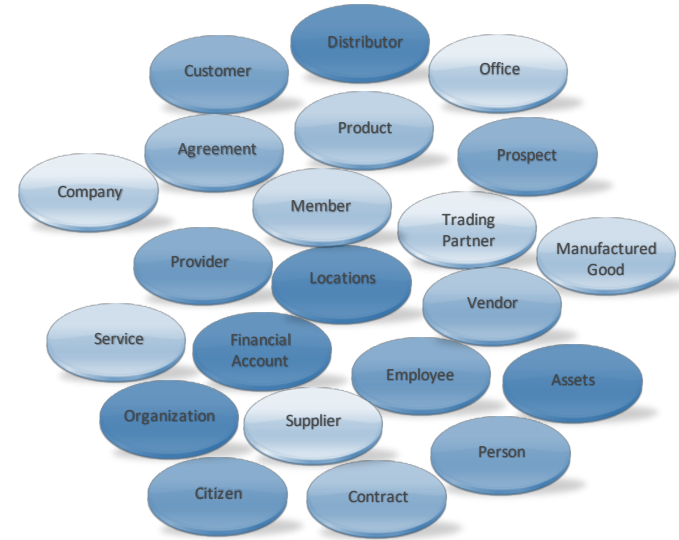 Distributor
Customer
Office
Product
Agreement
Prospect
Company
Member
Trading
Partner
Manufactured
Good
Provider
Locations
Vendor
Service
Financial
Account
Employee
Assets
Organization
Supplier
Person
Citizen
Contract